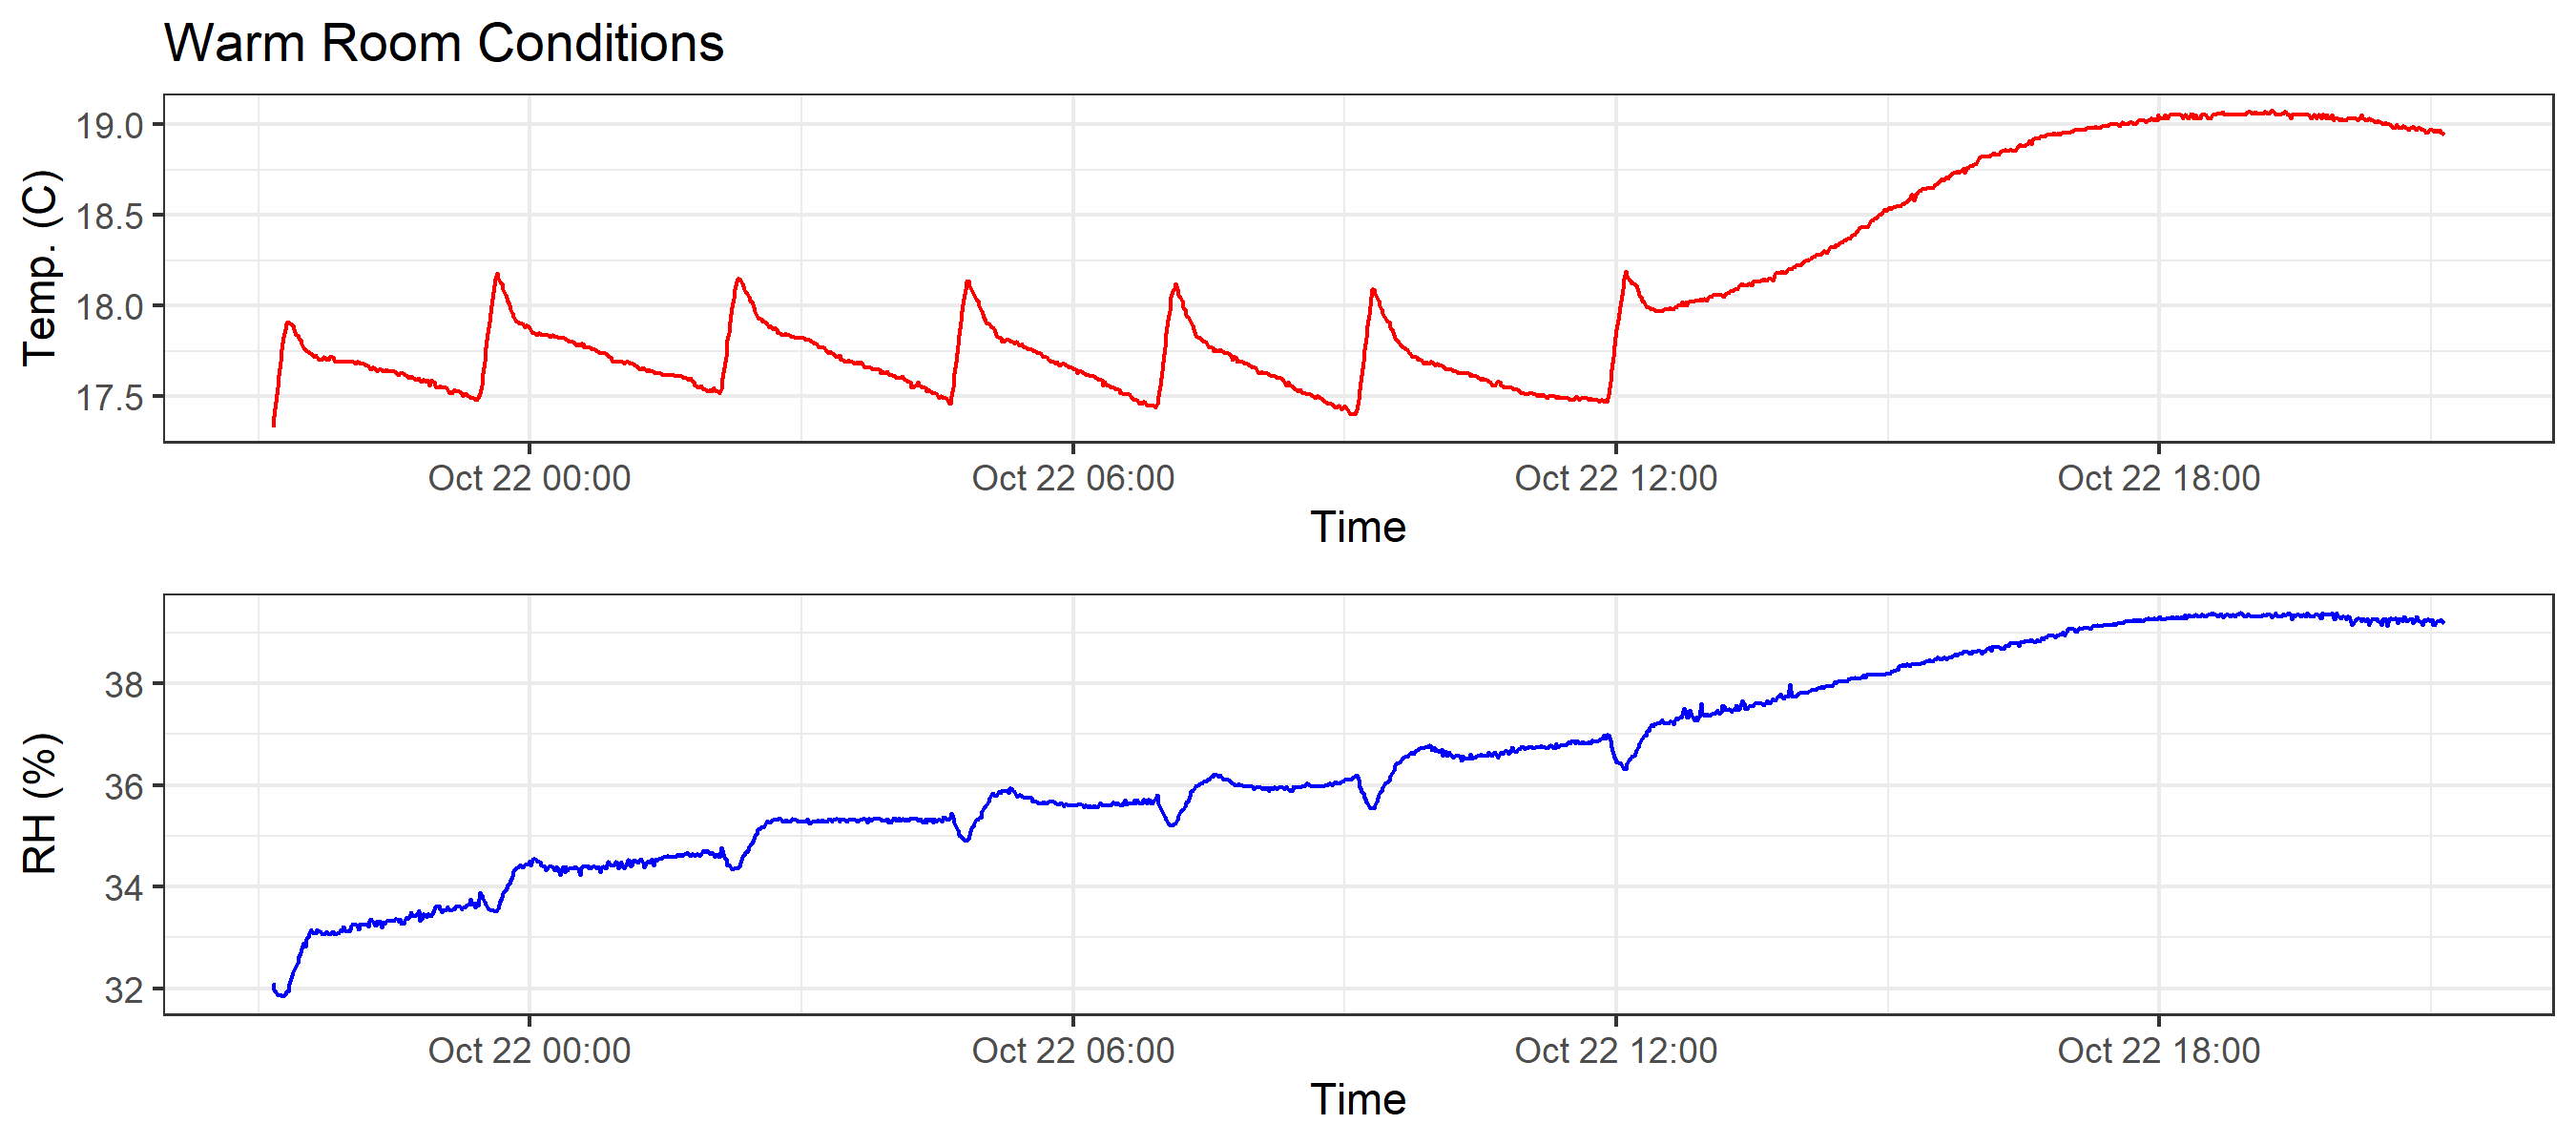 Warm Room Conditions
Temp. (C)
19.0
18.5
18.0
17.5
Oct 22 00:00 Oct 22 06:00 Oct 22 12:00 Oct 22 18:00
Time
RH (%)
38
36
34
32
Oct 22 00:00 Oct 22 06:00 Oct 22 12:00 Oct 22 18:00
Time